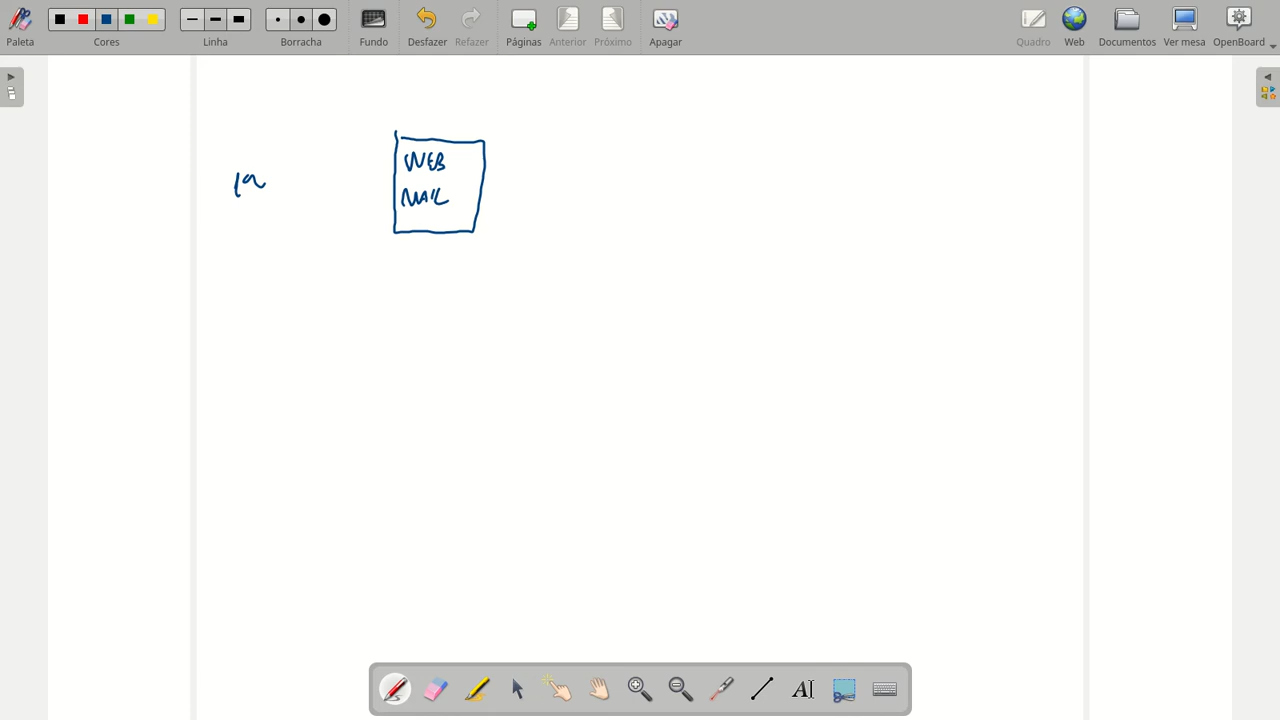 Paleta
Cores
Linha
Borracha
Fundo
Desfazer
Refazer
Páginas
Anterior
Próximo
Apagar
Quadro
Web
Documentos
Ver mesa
OpenBoard
WEB
MAIL